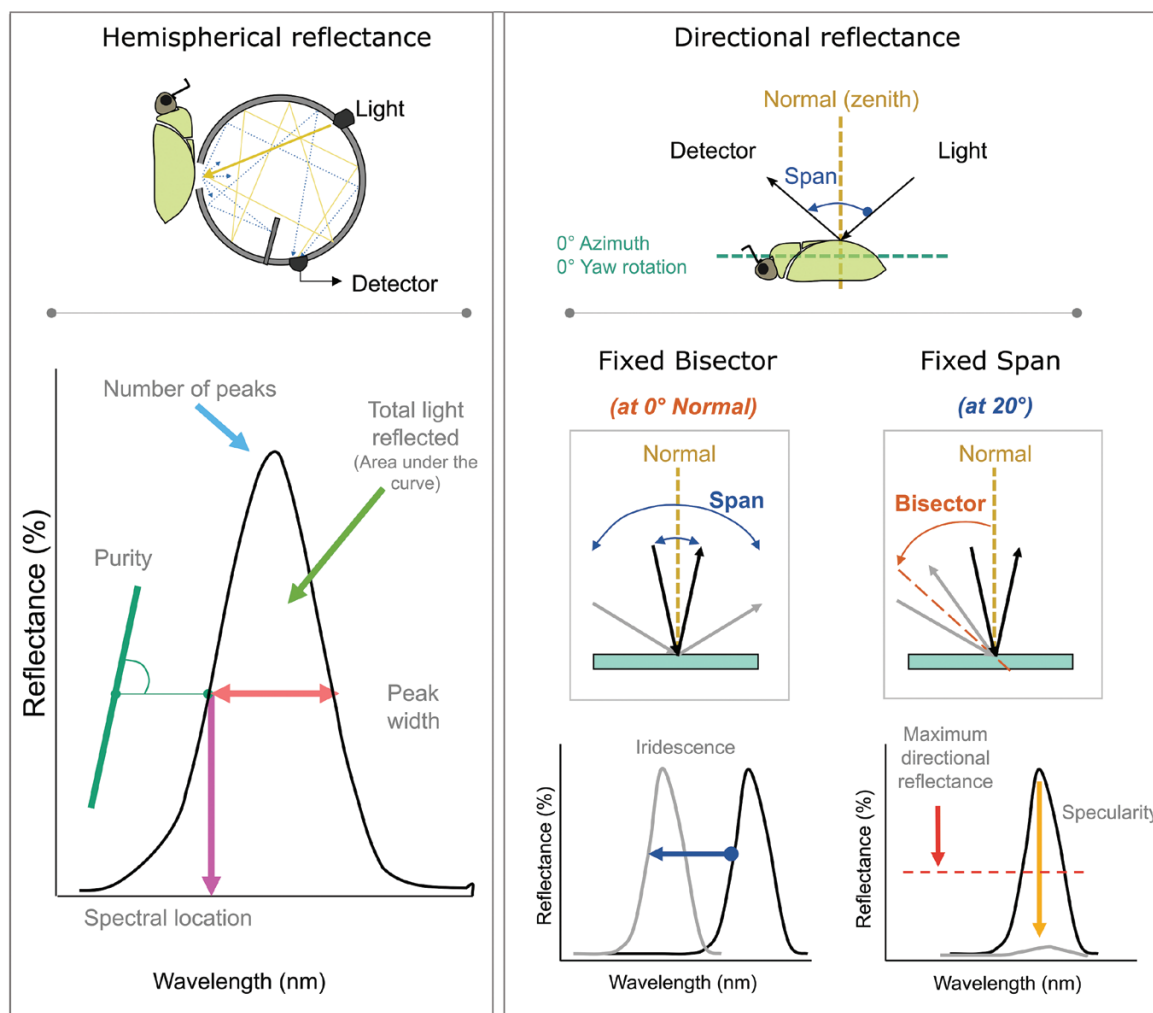 Hemispherical reflectance
Light
Detector
Number of peaks
Total light
reflected
(Area under the
curve)
Purity
Peak
width
Reflectance (%)
Spectral location
Wavelength (nm)
Directional reflectance
Normal (zenith)
Detector
Light
Span
0° Azimuth
0° Yaw rotation
Fixed Bisector
(at 0° Normal)
Normal
Span
Iridescence
Reflectance (%)
Wavelength (nm)
Fixed Span
(at 20°)
Normal
Bisector
Maximum
directional
reflectance
Specularity
Reflectance (%)
Wavelength (nm)